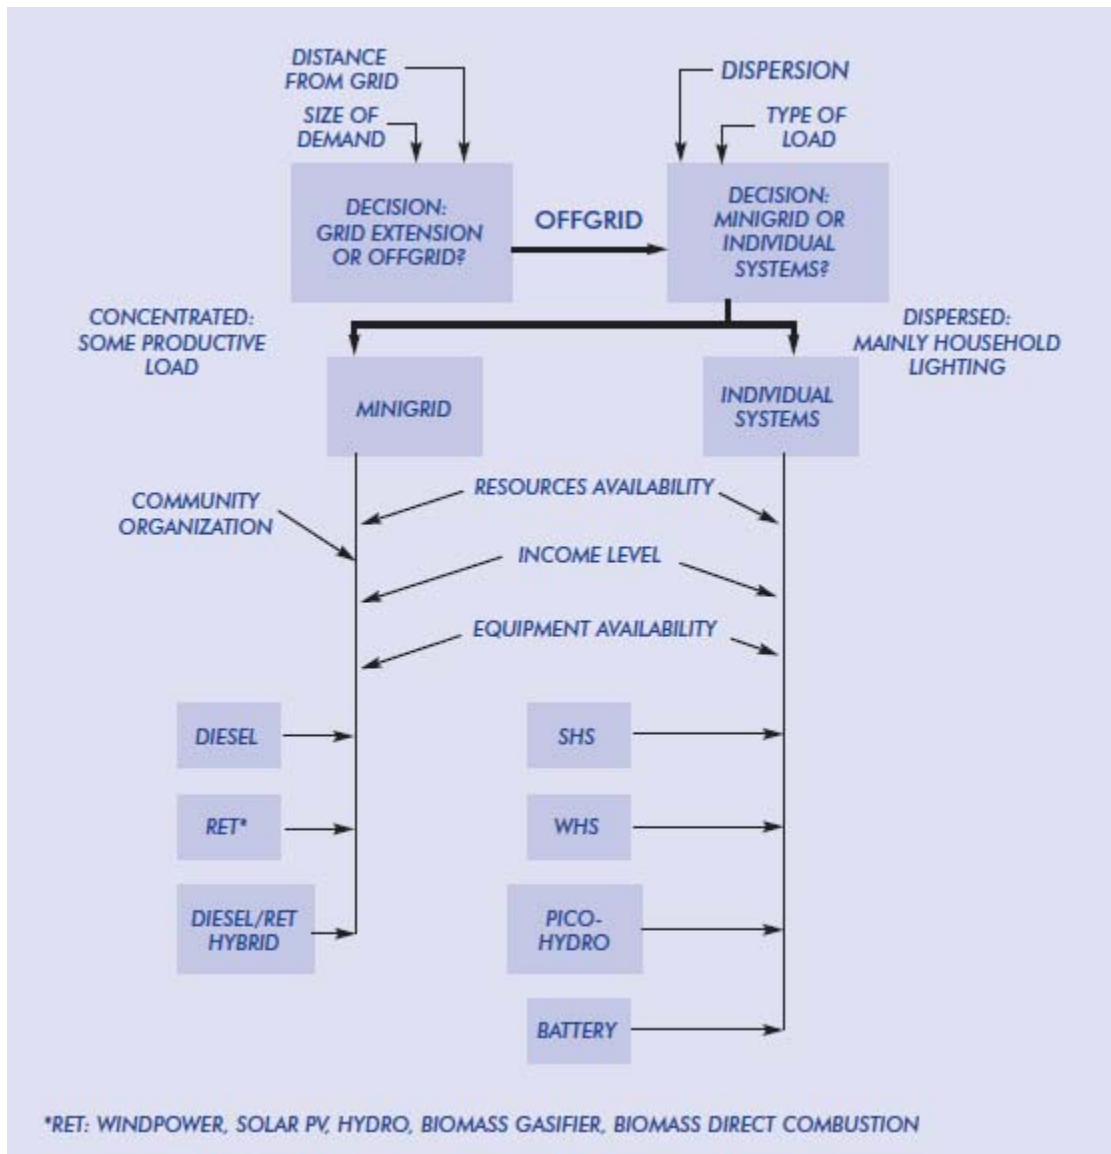 DISTANCE
FROM GRID
SIZE OF
DEMAND
DISPERSION
TYPE OF
LOAD
DECISION:
GRID EXTENSION
OR OFFGRID?
OFFGRID
DECISION:
MINIGRID OR
INDIVIDUAL
SYSTEMS?
CONCENTRATED:
SOME PRODUCTIVE
LOAD
DISPERSED:
MAINLY HOUSEHOLD
LIGHTING
MINIGRID
INDIVIDUAL
SYSTEMS
COMMUNITY
ORGANIZATION
RESOURCES AVAILABILITY
INCOME LEVEL
EQUIPMENT AVAILABILITY
DIESEL
RET*
DIESEL/RET
HYBRID
SHS
WHS
PICO-
HYDRO
BATTERY
*RET: WINDPOWER, SOLAR PV, HYDRO, BIOMASS GASIFIER, BIOMASS DIRECT COMBUSTION